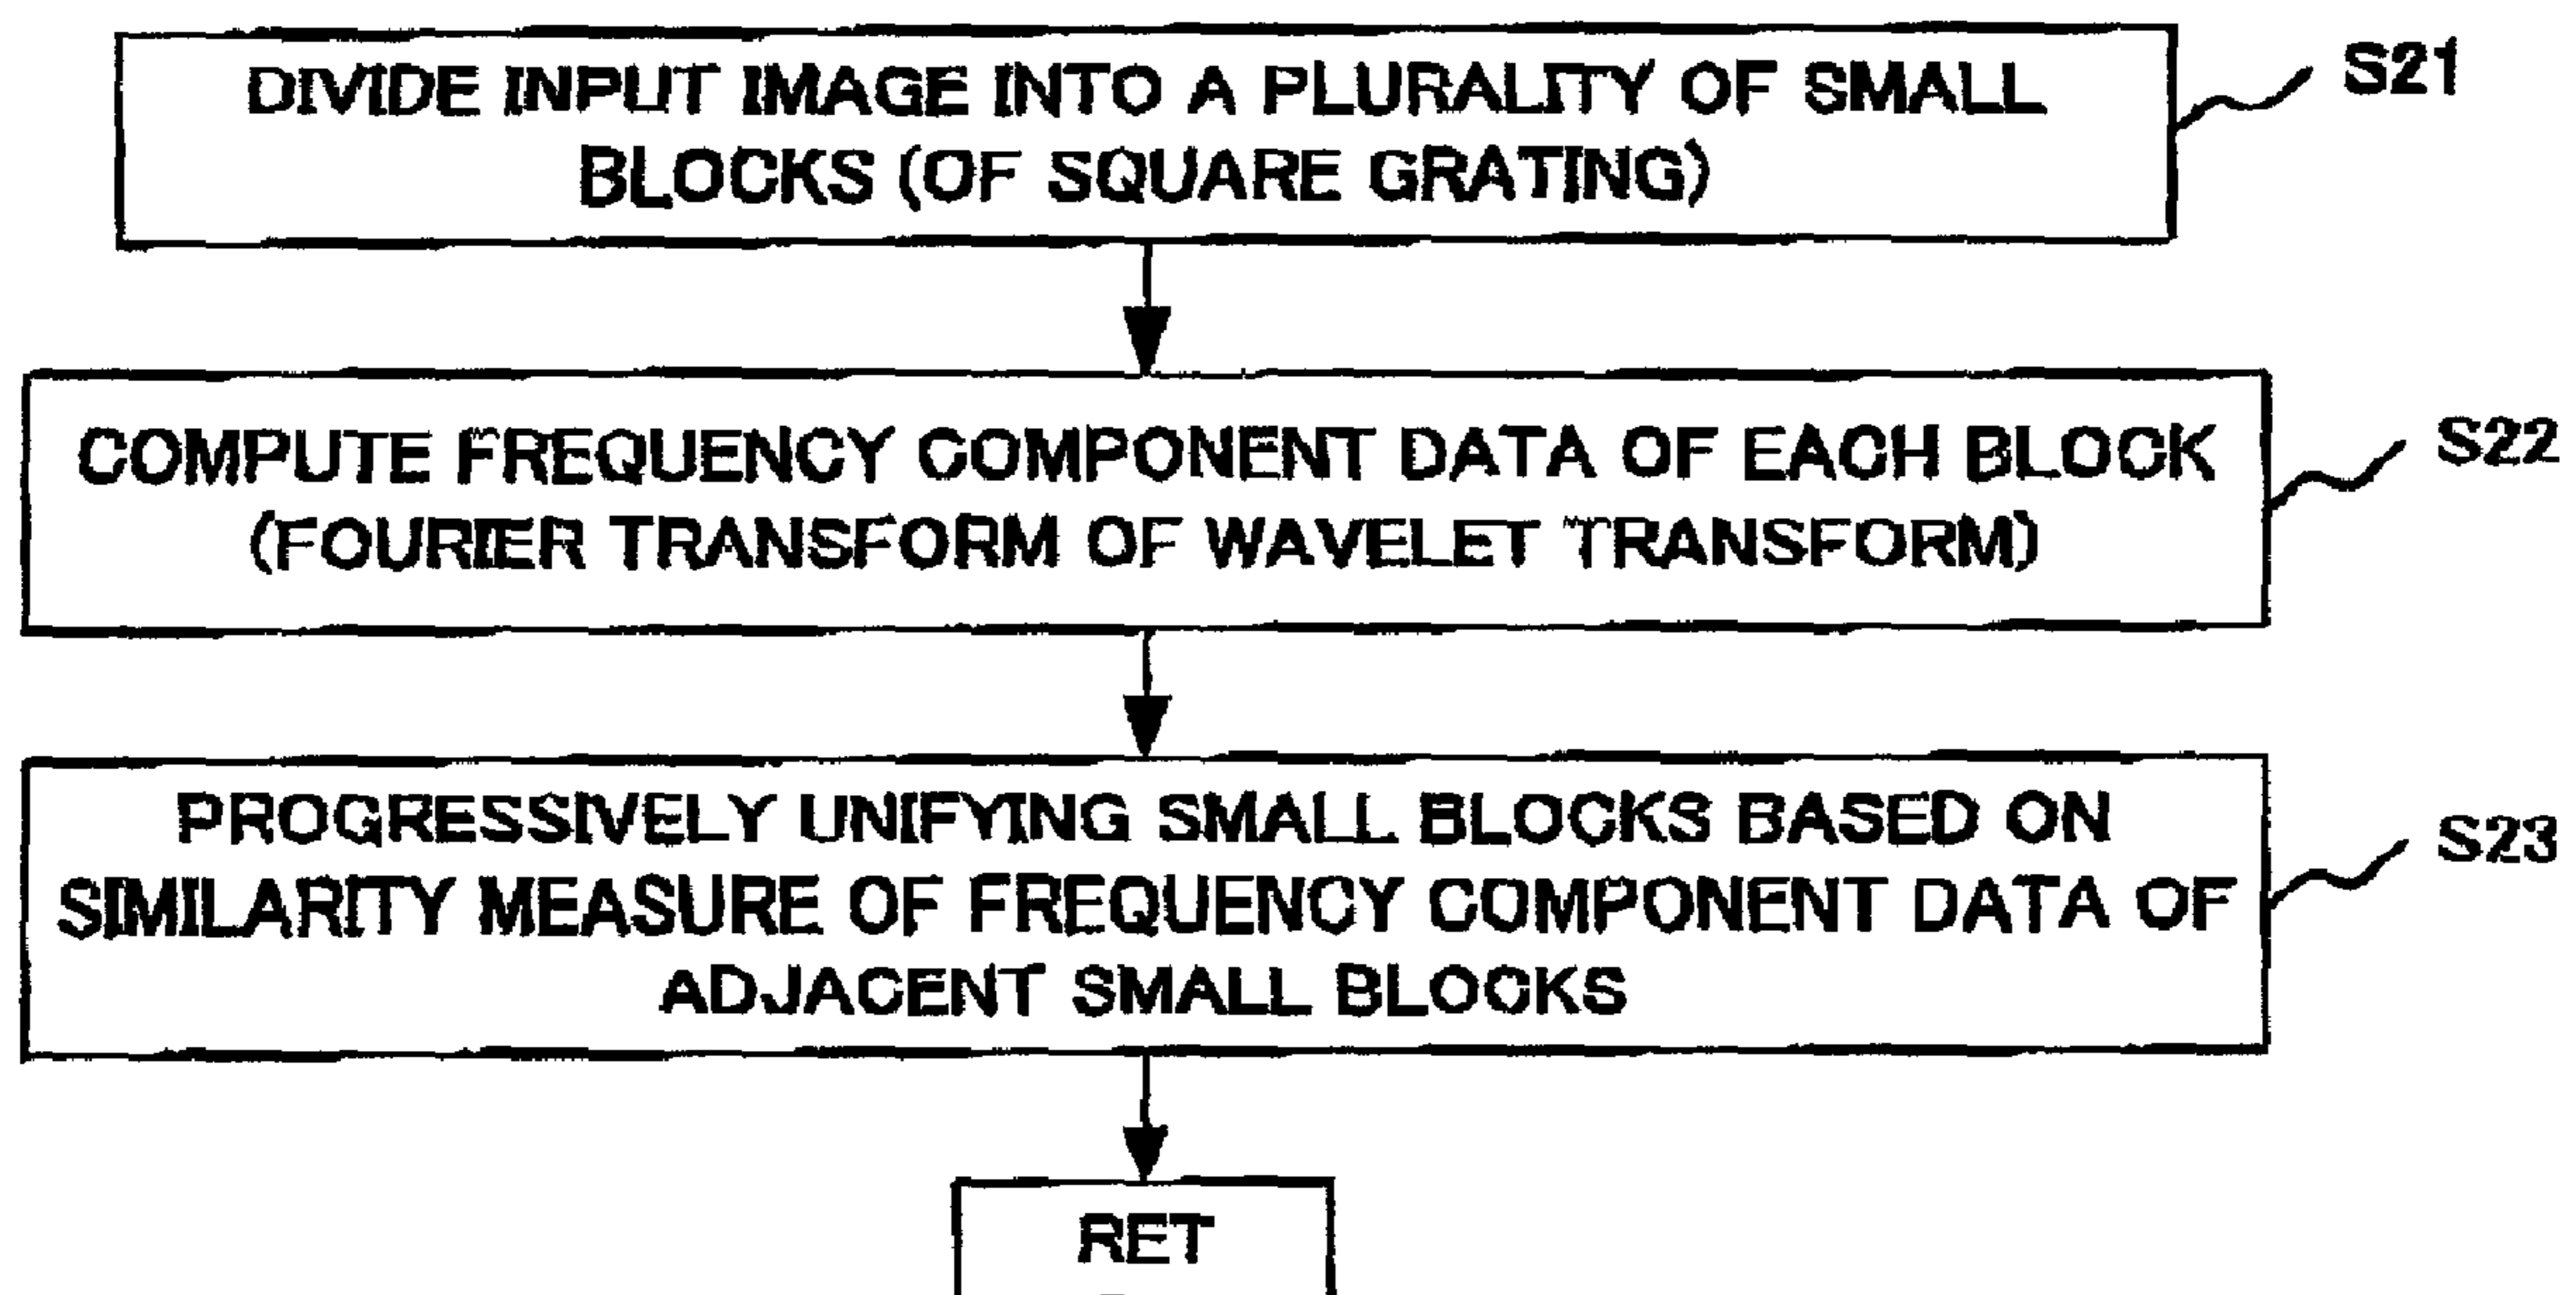 DIVIDE INPUT IMAGE INTO A PLURALITY OF SMALL
BLOCKS (OF SQUARE GRATING)
S21
COMPUTE FREQUENCY COMPONENT DATA OF EACH BLOCK
(FOURIER TRANSFORM OF WAVELET TRANSFORM)
S22
PROGRESSIVELY UNIFYING SMALL BLOCKS BASED ON
SIMILARITY MEASURE OF FREQUENCY COMPONENT DATA OF
ADJACENT SMALL BLOCKS
S23
RET